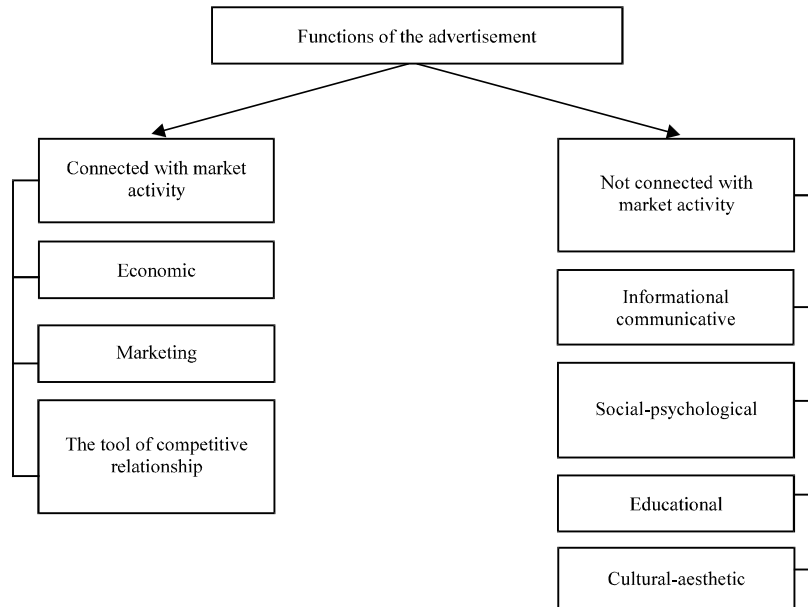 Functions of the advertisement
Connected with market
activity
Economic
Marketing
The tool of competitive
relationship
Not connected with
market activity
Informational
communicative
Social-psychological
Educational
Cultural-aesthetic